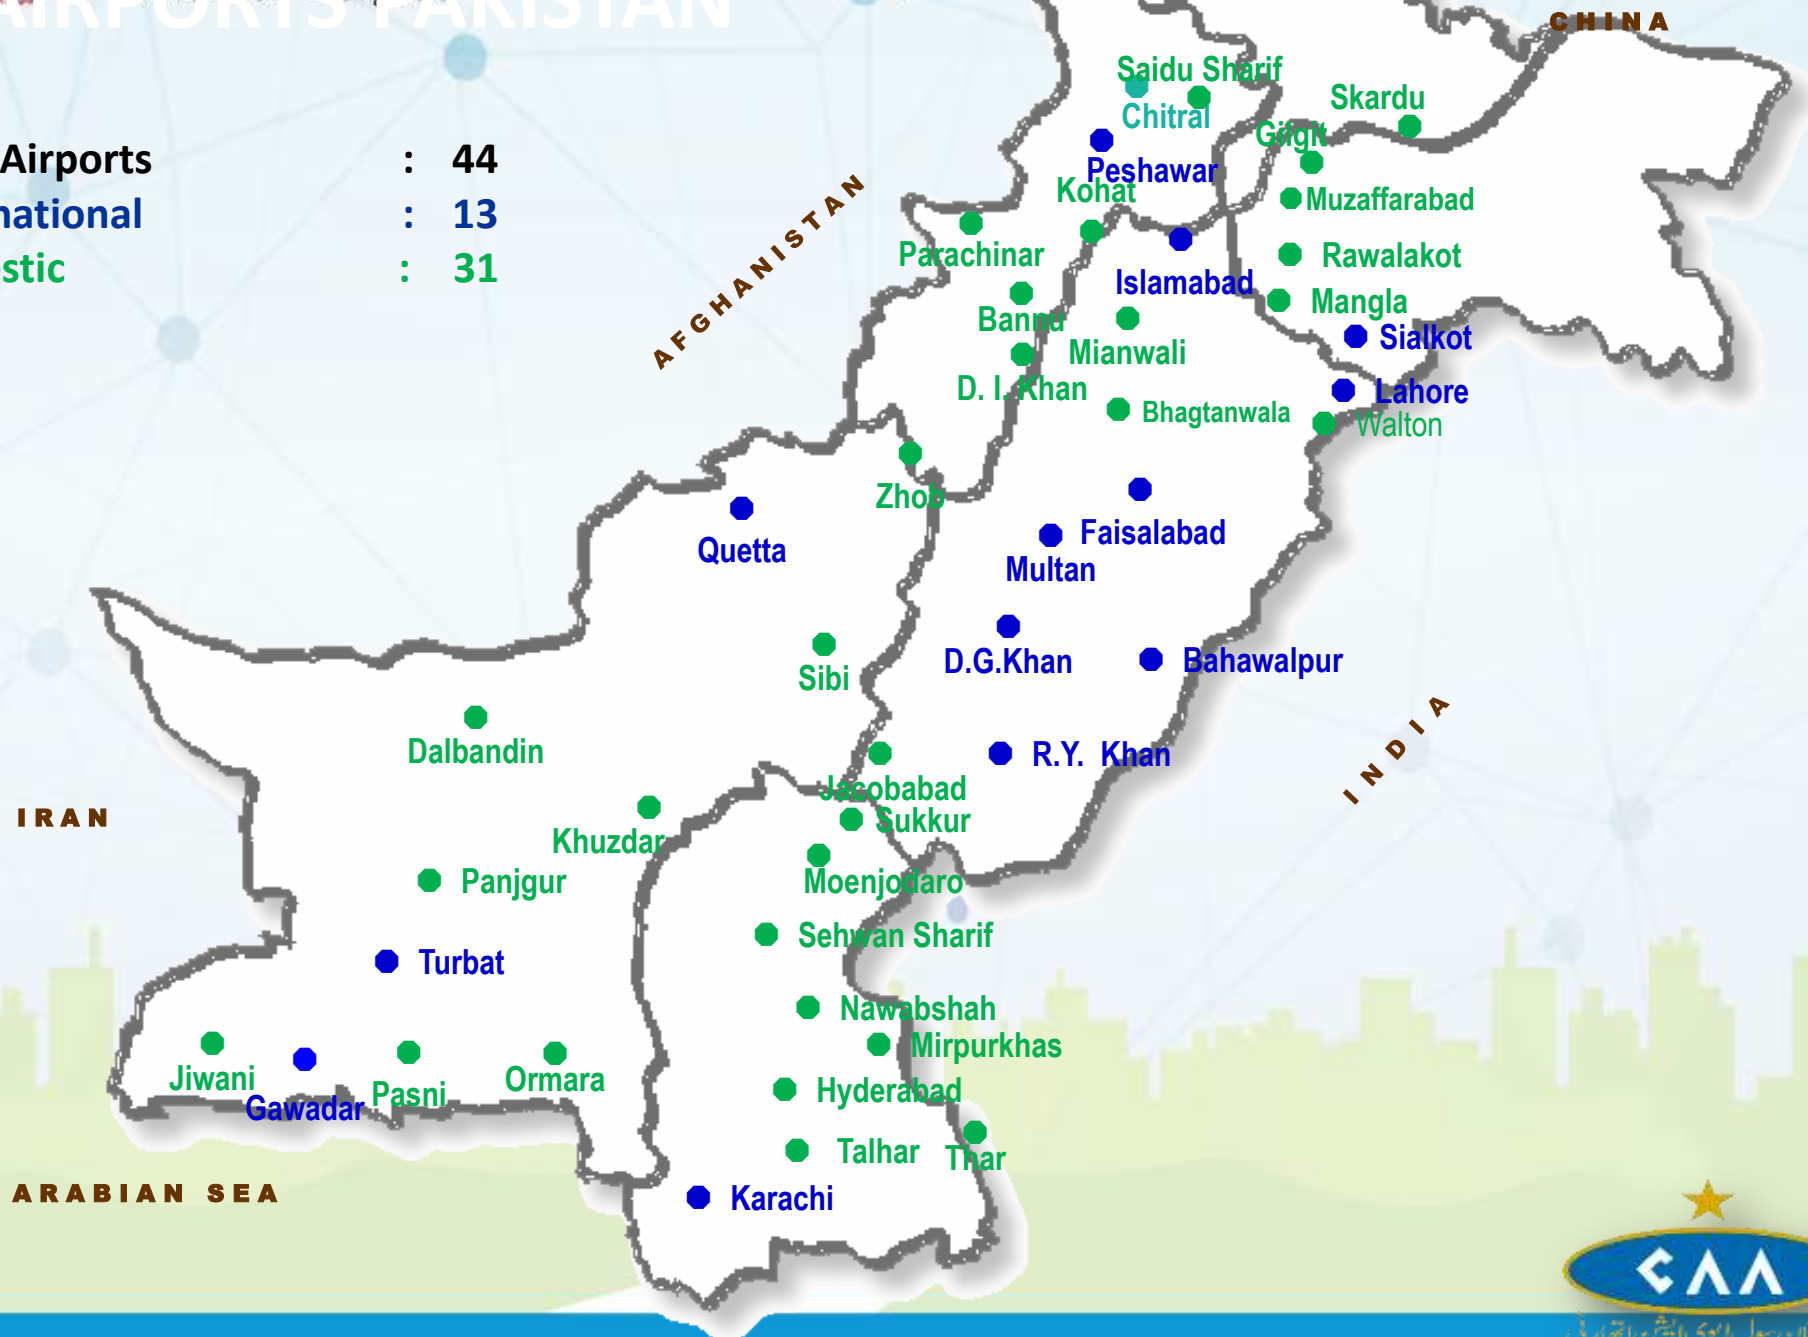 AIRPORTS PAKISTAN
CHINA
Airports : 44
national : 13
stic : 31
Saidu Sharif
Chitral
Skardu
Gilgit
Peshawar
Kohat
Muzaffarabad
AFGHANISTAN
Parachinar
Rawalakot
Islamabad
Mangla
Bannu
Mianwali
Sialkot
D. I. Khan
Lahore
Bhagtanwala
Walton
Zhob
Quetta
Faisalabad
Multan
D.G.Khan
Bahawalpur
Sibi
INDIA
Dalbandin
R.Y. Khan
Jacobabad
IRAN
Sukkur
Khuzdar
Panjgur
Moenjodaro
Sehwan Sharif
Turbat
Nawabshah
Mirpurkhas
Jiwani
Gawadar
Pasni
Ormara
Hyderabad
Talhar
Thar
ARABIAN SEA
Karachi
CAA